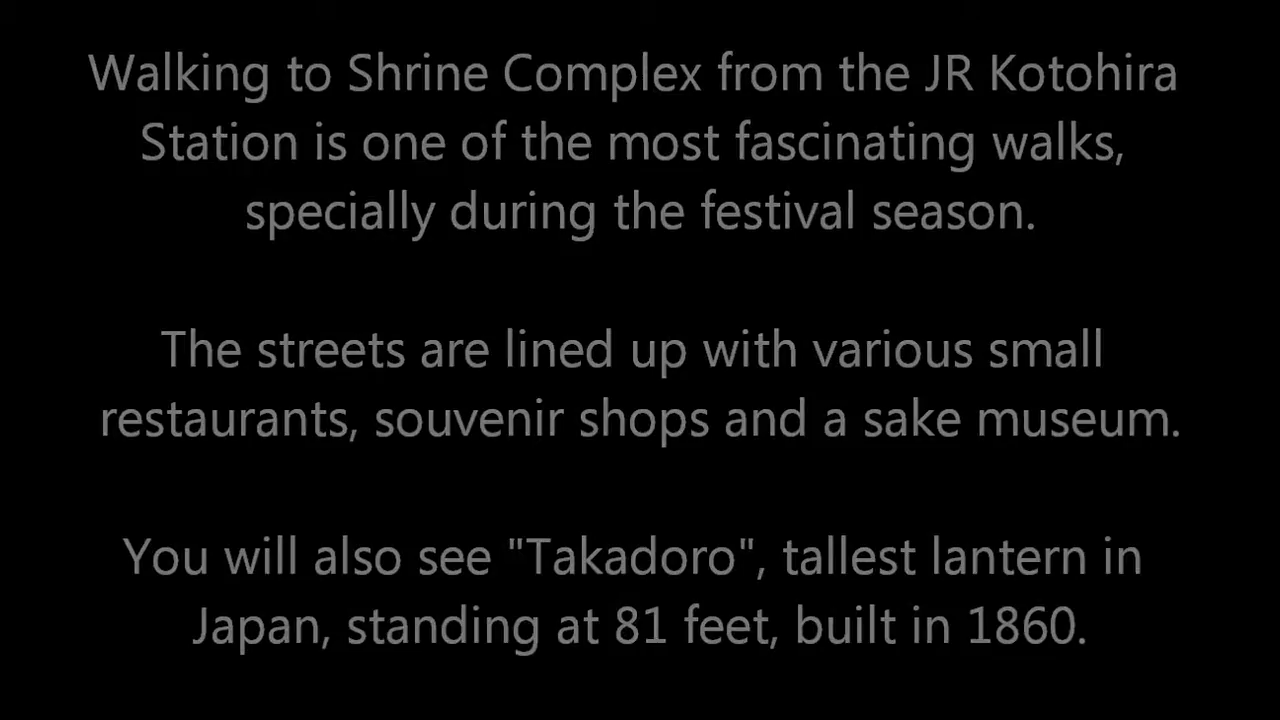 Walking to Shrine Complex from the JR Kotohira
Station is one of the most fascinating walks,
specially during the festival season.
The streets are lined up with various small
restaurants, souvenir shops and a sake museum.
You will also see "Takadoro", tallest lantern in
Japan, standing at 81 feet, built in 1860.